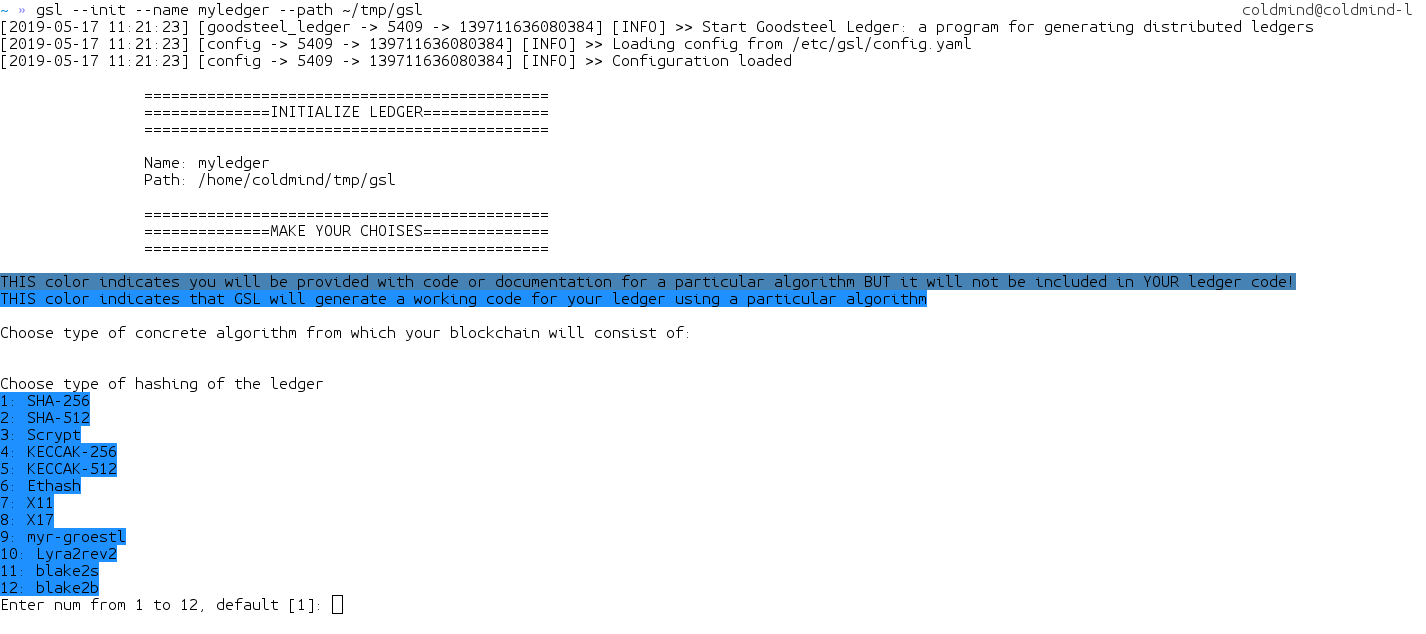 ~ » gsl --init --name myledger --path ~/tmp/gsl coldmind@coldmind-l
[2019-05-17 11:21:23] [goodsteel_ledger -> 5409 -> 139711636080384] [INFO] >> Start Goodsteel Ledger: a program for generating distributed ledgers
[2019-05-17 11:21:23] [config -> 5409 -> 139711636080384] [INFO] >> Loading config from /etc/gsl/config.yaml
[2019-05-17 11:21:23] [config -> 5409 -> 139711636080384] [INFO] >> Configuration loaded
=============================================
==============INITIALIZE LEDGER==============
=============================================
Name: myledger
Path: /home/coldmind/tmp/gsl
=============================================
==============MAKE YOUR CHOISES==============
=============================================
THIS color indicates you will be provided with code or documentation for a particular algorithm BUT it will not be included in YOUR ledger code!
THIS color indicates that GSL will generate a working code for your ledger using a particular algorithm
Choose type of concrete algorithm from which your blockchain will consist of:
Choose type of hashing of the ledger
1: SHA-256
2: SHA-512
3: Scrypt
4: KECCAK-256
5: KECCAK-512
6: Ethash
7: X11
8: X17
9: myr-groestl
10: Lyra2rev2
11: blake2s
12: blake2b
Enter num from 1 to 12, default [1]: